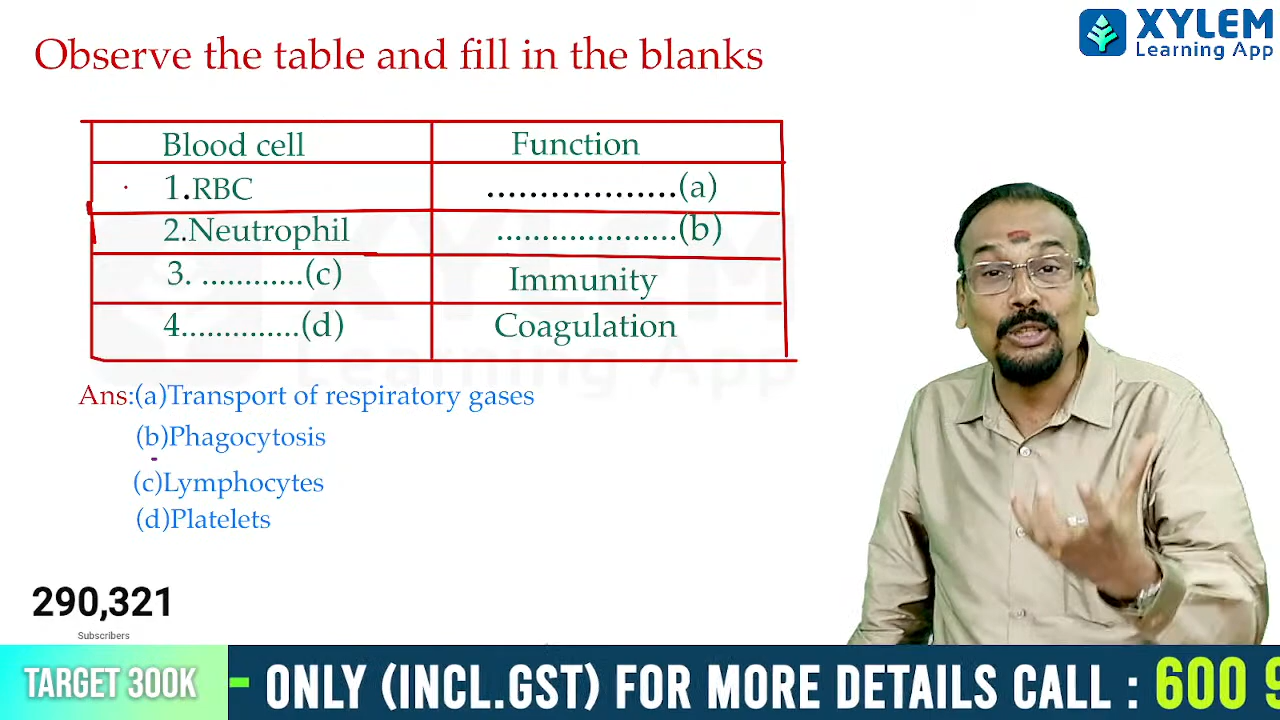 Observe the table and fill in the blanks
XYLEM
Learning App
Blood cell Function
1.RBC ..................(a)
2.Neutrophil ....................(b)
3. ............(c) Immunity
4..............(d) Coagulation
Ans:(a)Transport of respiratory gases
(b)Phagocytosis
(c)Lymphocytes
(d)Platelets
290,321
Subscribers
TARGET 300K - ONLY (INCL.GST) FOR MORE DETAILS CALL : 600 9